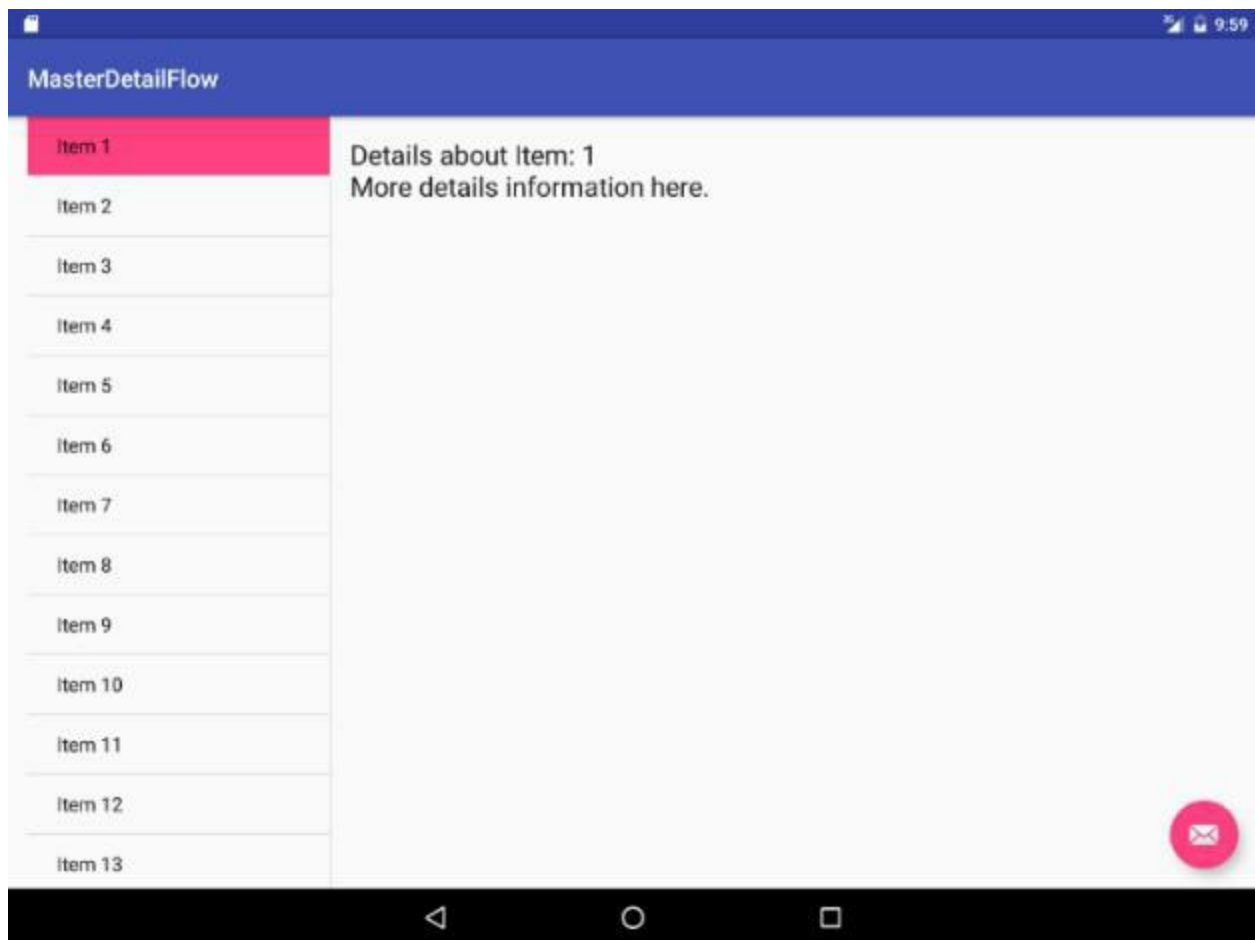 9:59
MasterDetailFlow
Item 1
Item 2
Item 3
Item 4
Item 5
Item 6
Item 7
Item 8
Item 9
Item 10
Item 11
Item 12
Item 13
Details about Item: 1
More details information here.